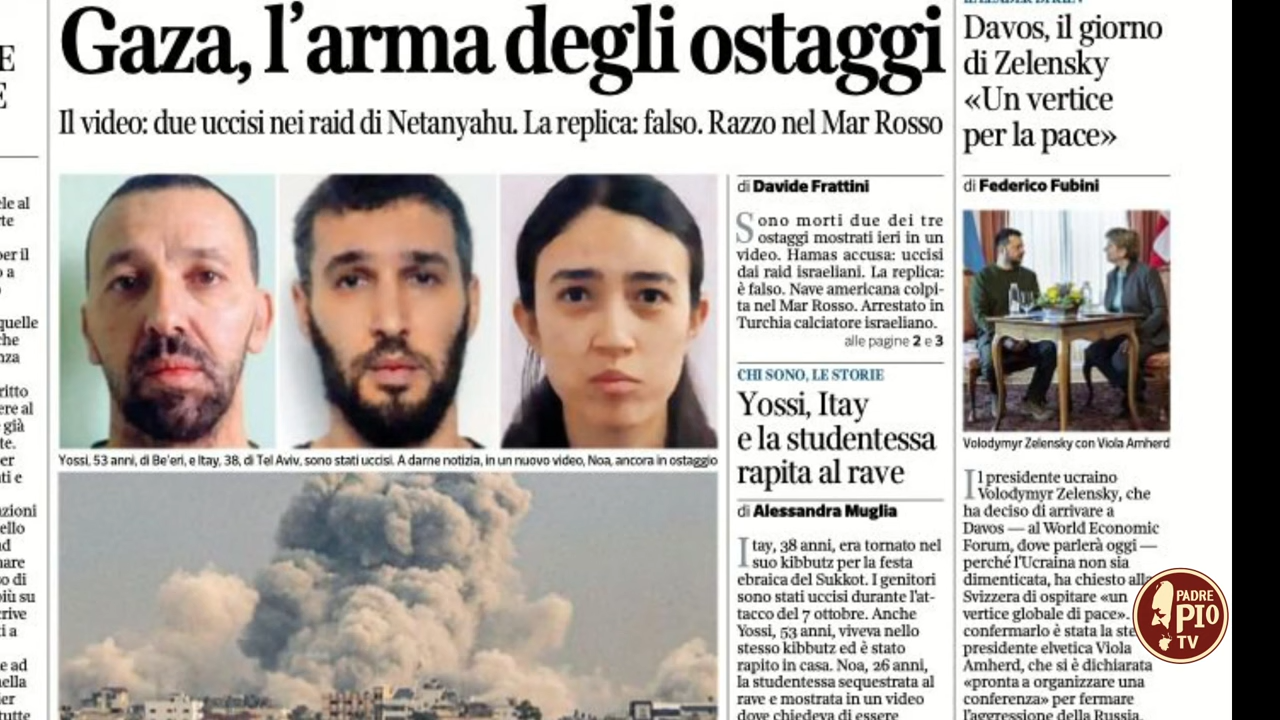 Gaza, l'arma degli ostaggi
Il video: due uccisi nei raid di Netanyahu. La replica: falso. Razzo nel Mar Rosso
di Davide Frattini
Sono morti due dei tre
ostaggi mostrati ieri in un
video. Hamas accusa: uccisi
dai raid israeliani. La replica:
è falso. Nave americana colpi-
ta nel Mar Rosso. Arrestato in
Turchia calciatore israeliano.
alle pagine 2 e 3
Yossi, 53 anni, di Be'eri, e Itay, 38, di Tel Aviv, sono stati uccisi. A darne notizia, in un nuovo video, Noa, ancora in ostaggio
CHI SONO, LE STORIE
Yossi, Itay
e la studentessa
rapita al rave
di Alessandra Muglia
Itay, 38 anni, era tornato nel
suo kibbutz per la festa
ebraica del Sukkot. I genitori
sono stati uccisi durante l'at-
tacco del 7 ottobre. Anche
Yossi, 53 anni, viveva nello
stesso kibbutz ed è stato
rapito in casa. Noa, 26 anni,
la studentessa sequestrata al
rave e mostrata in un video
dove chiedeva di essere
Davos, il giorno
di Zelensky
«Un vertice
per la pace»
di Federico Fubini
Volodymyr Zelensky con Viola Amherd
Il presidente ucraino
Volodymyr Zelensky, che
ha deciso di arrivare a
Davos — al World Economic
Forum, dove parlerà oggi —
perché l'Ucraina non sia
dimenticata, ha chiesto alla
Svizzera di ospitare «un
vertice globale di pace».
confermarlo è stata la
presidente elvetica Viola
Amherd, che si è dichiarata
«pronta a organizzare una
conferenza» per fermare
l'aggressione della Russia.
PADRE
PIO
TV